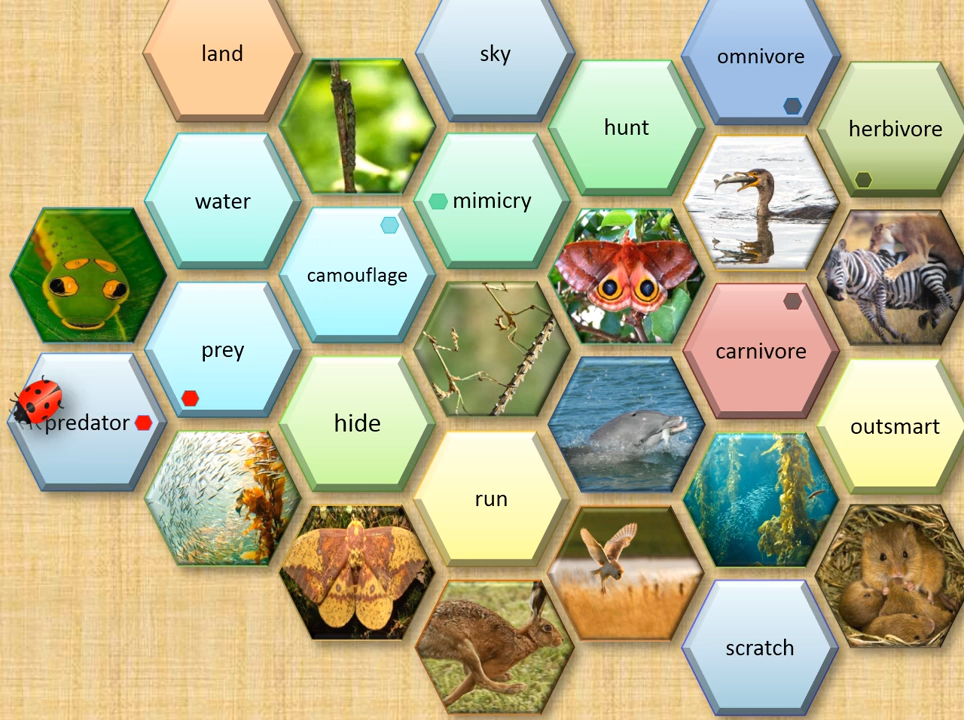 land
sky
omnivore
hunt
herbivore
water
mimicry
camouflage
prey
carnivore
predator
hide
outsmart
run
scratch